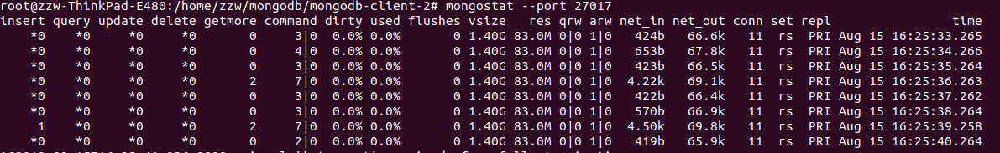 root@zzw-ThinkPad-E480:/home/zzw/mongodb/mongodb-client-2# mongostat --port 27017
insert query update delete getmore command dirty used flushes vsize res qrw arw net_in net_out conn set repl time
*0 *0 *0 *0 0 3|0 0.0% 0.0% 0 1.40G 83.0M 0|0 1|0 424b 66.6k 11 rs PRI Aug 15 16:25:33.265
*0 *0 *0 *0 0 4|0 0.0% 0.0% 0 1.40G 83.0M 0|0 1|0 653b 67.8k 11 rs PRI Aug 15 16:25:34.266
*0 *0 *0 *0 0 3|0 0.0% 0.0% 0 1.40G 83.0M 0|0 1|0 423b 66.5k 11 rs PRI Aug 15 16:25:35.264
*0 *0 *0 *0 2 7|0 0.0% 0.0% 0 1.40G 83.0M 0|0 1|0 4.22k 69.1k 11 rs PRI Aug 15 16:25:36.263
*0 *0 *0 *0 0 3|0 0.0% 0.0% 0 1.40G 83.0M 0|0 1|0 422b 66.4k 11 rs PRI Aug 15 16:25:37.262
*0 *0 *0 *0 0 3|0 0.0% 0.0% 0 1.40G 83.0M 0|0 1|0 570b 66.9k 11 rs PRI Aug 15 16:25:38.264
1 *0 *0 *0 2 7|0 0.0% 0.0% 0 1.40G 83.0M 0|0 1|0 4.50k 69.8k 11 rs PRI Aug 15 16:25:39.258
*0 *0 *0 *0 0 2|0 0.0% 0.0% 0 1.40G 83.0M 0|0 1|0 419b 65.9k 11 rs PRI Aug 15 16:25:40.264